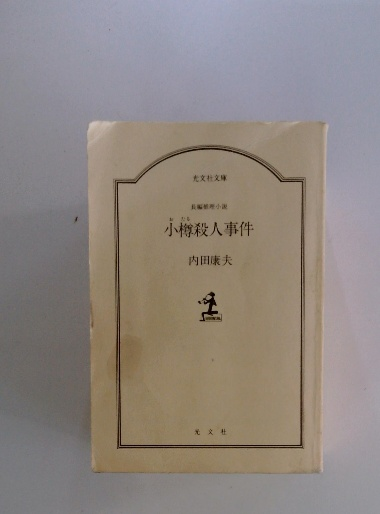 光文社文庫
長編推理小説
おたる
小樽殺人事件
内田康夫
光文社